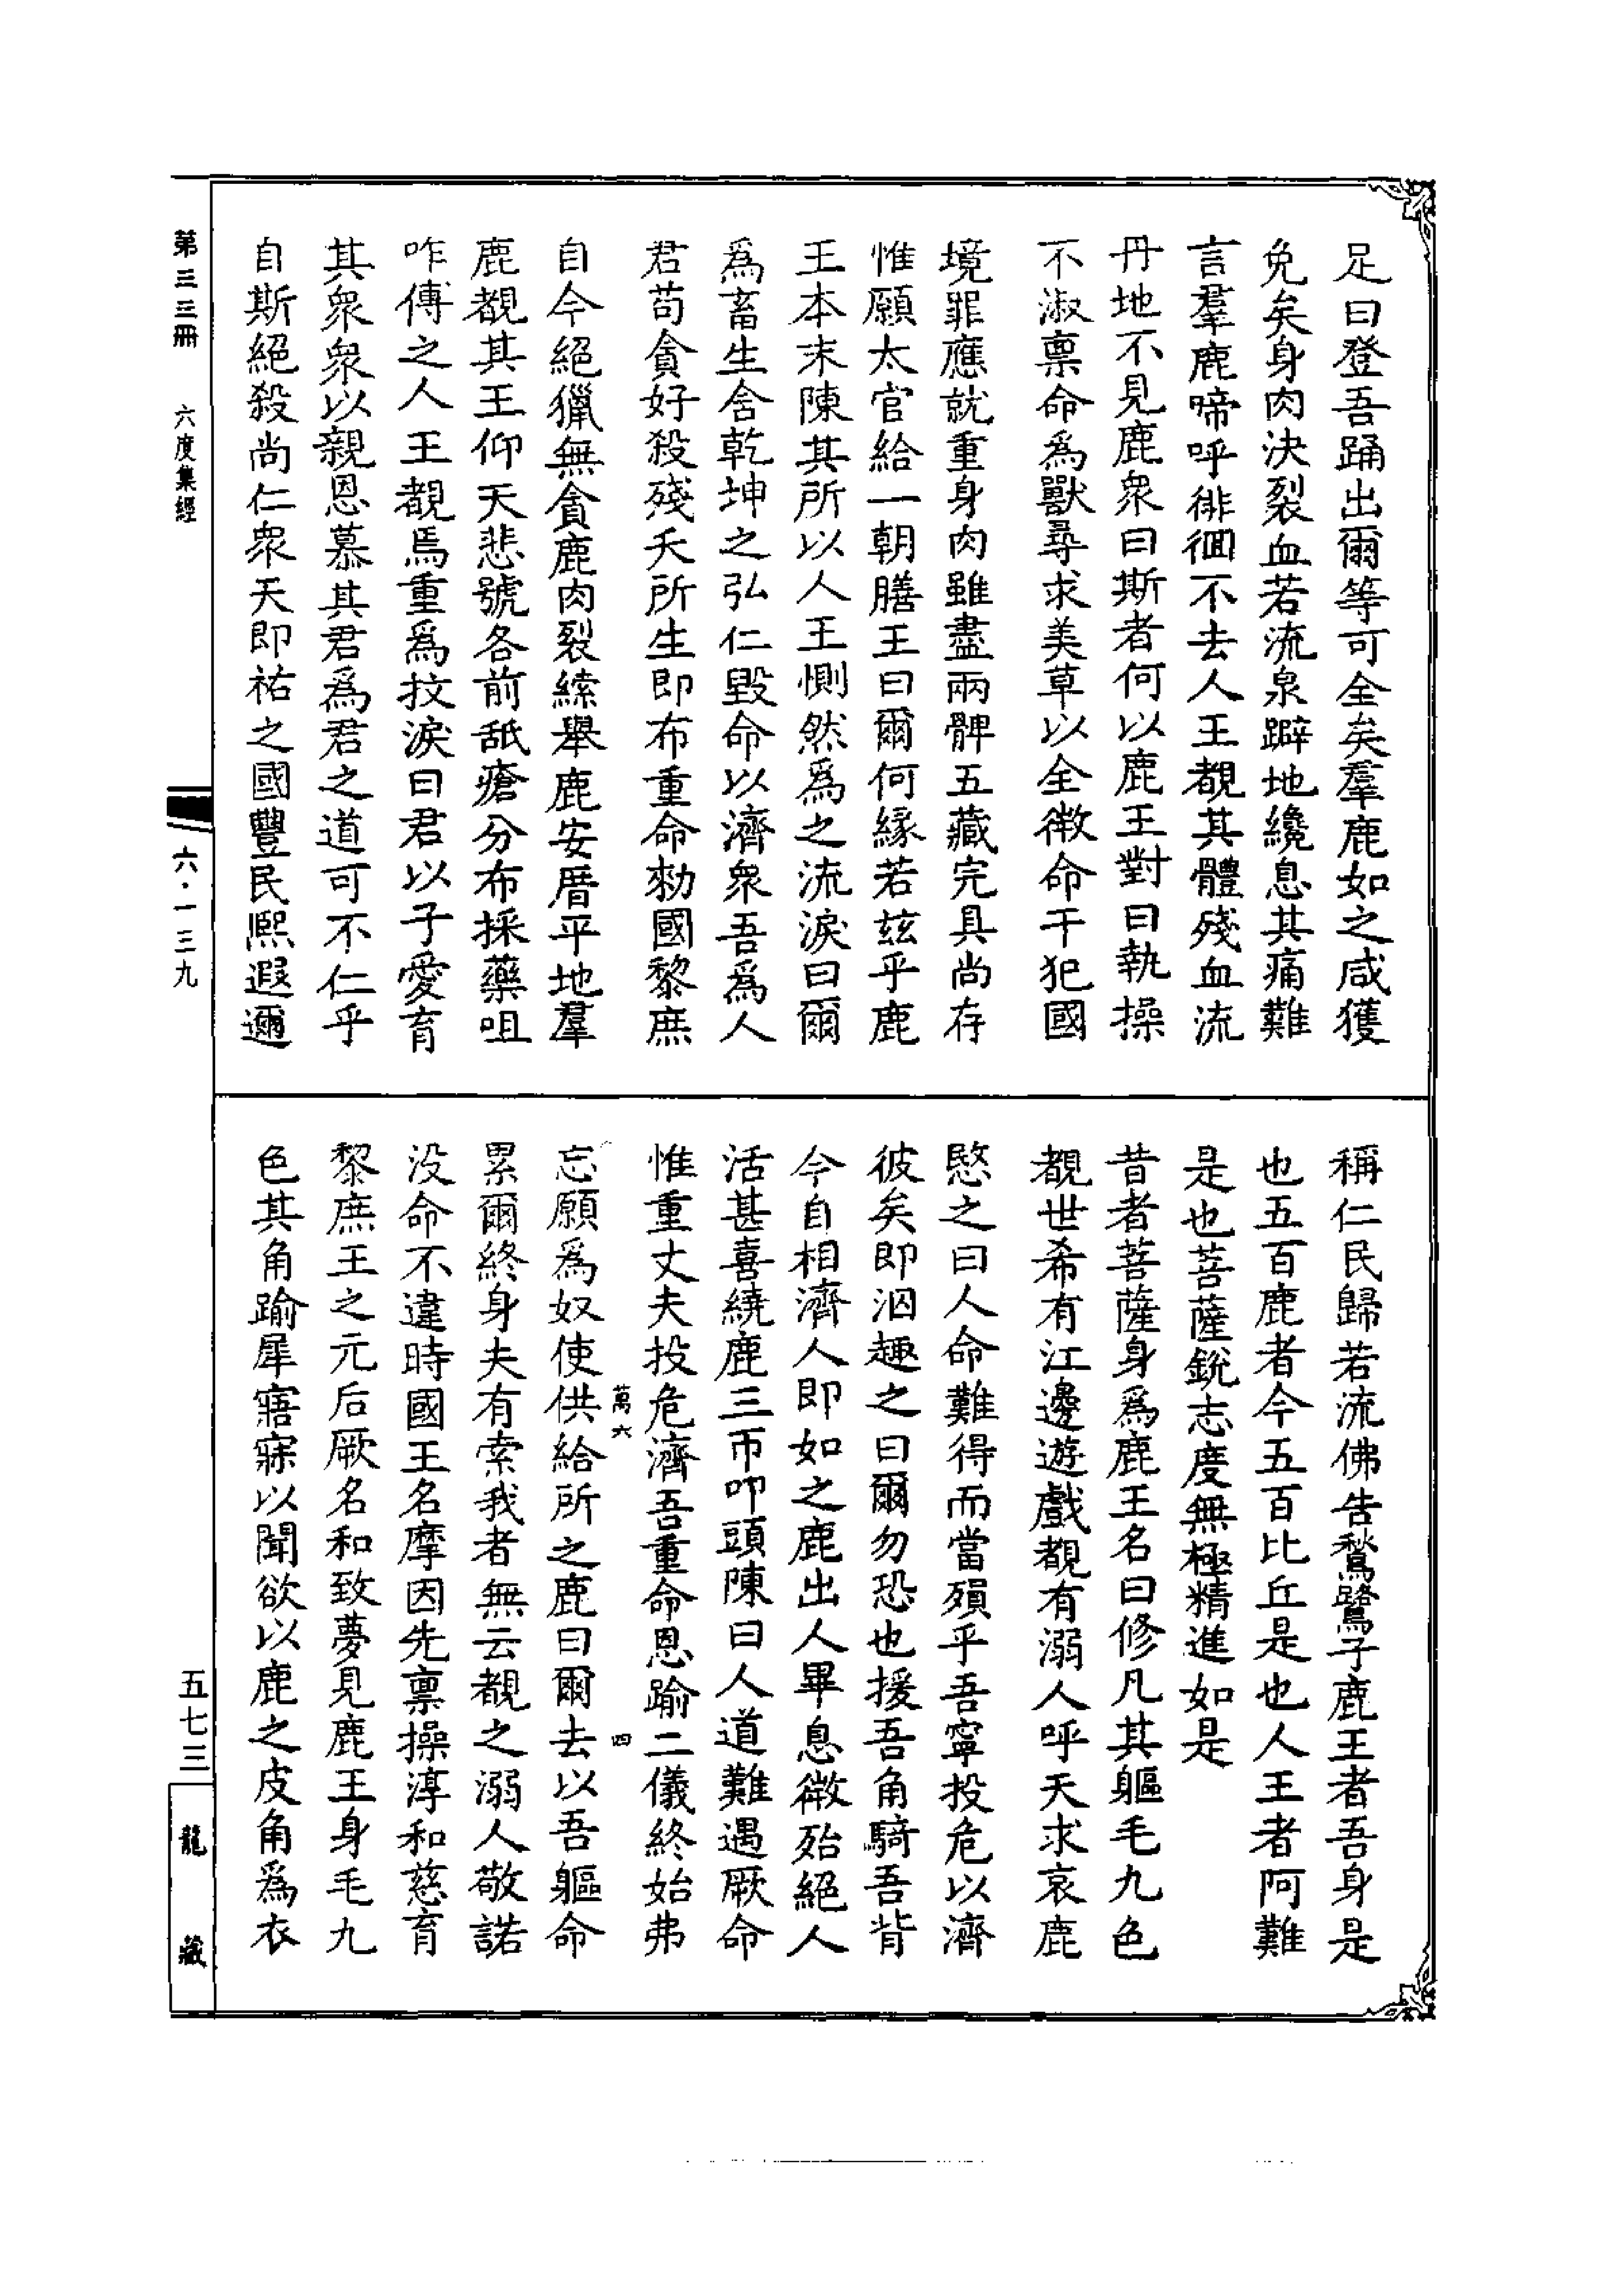 足曰登吾踊出爾等可全矣羣鹿如之咸獲
免矣身肉決裂血若流泉躃地纔息其痛難
言羣鹿啼呼徘徊不去人王覩其體殘血流
丹地不見鹿衆曰斯者何以鹿王對曰執操
不淑禀命爲獸尋求美草以全微命干犯國
境罪應就重身肉雖盡兩髀五藏完具尚存
惟願太官給一朝膳王曰爾何緣若玆乎鹿
王本末陳其所以人王惻然爲之流淚曰爾
爲畜生含乾坤之弘仁毀命以濟衆吾爲人
君苟貪好殺殘夭所生即布重命勑國黎庶
自今絕獵無貪鹿肉裂繒舉鹿安厝平地羣
鹿覩其王仰天悲號各前舐瘡分布採藥咀
咋傅之人王覩焉重爲抆淚曰君以子愛育
其衆衆以親恩慕其君爲君之道可不仁乎
自斯絕殺尚仁衆天即祐之國豐民熙遐邇
稱仁民歸若流佛告鶖鷺子鹿王者吾身是
也五百鹿者今五百比丘是也人王者阿難
是也菩薩銳志度無極精進如是
昔者菩薩身爲鹿王名曰修凡其軀毛九色
覩世希有江邊遊戲覩有溺人呼天求哀鹿
愍之曰人命難得而當殞乎吾寧投危以濟
彼矣即泅趣之曰爾勿恐也援吾角騎吾背
今自相濟人即如之鹿出人畢息微殆絕人
活甚喜繞鹿三帀叩頭陳曰人道難遇厥命
惟重丈夫投危濟吾重命恩踰二儀終始弗
萬六
四
忘願爲奴使供給所之鹿曰爾去以吾軀命
累爾終身夫有索我者無云覩之溺人敬諾
没命不違時國王名摩因先禀操淳和慈育
黎庶王之元后厥名和致夢見鹿王身毛九
色其角踰犀寤寐以聞欲以鹿之皮角爲衣
第三三冊
六度集經
六·一三九
五七三
龍藏